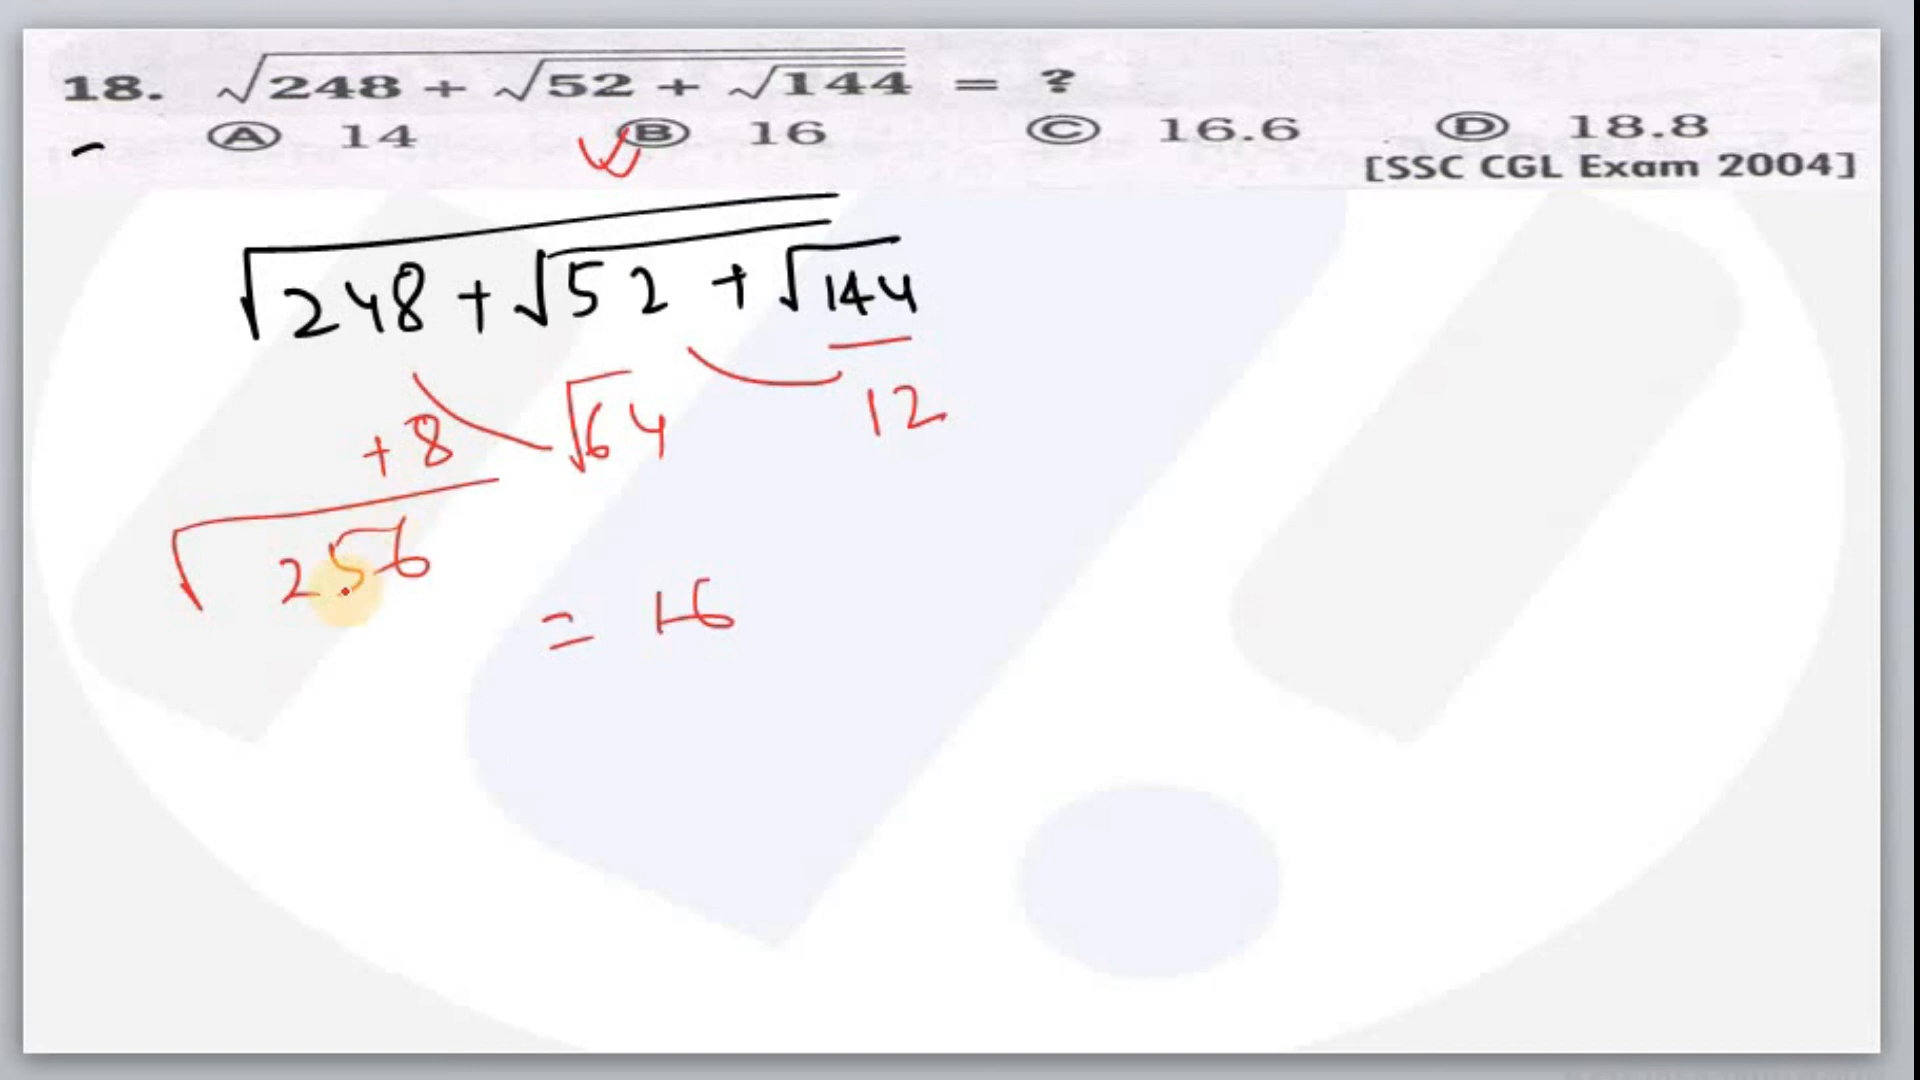 18. √248 + √52 + √144 = ?
Ⓐ 14 Ⓑ 16 Ⓒ 16.6 Ⓓ 18.8
[SSC CGL Exam 2004]
√248 + √52 + √144
+ 8 √64 12
√256
= 16